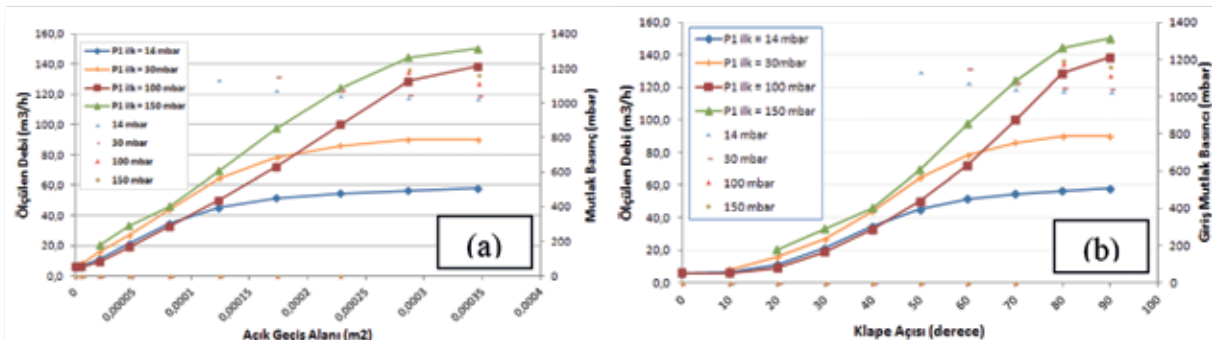 160,0
140,0
120,0
100,0
80,0
60,0
40,0
20,0
0,0
Ölçülen Debi (m3/h)
P1 ilk = 14 mbar
P1 ilk = 30mbar
P1 ilk = 100 mbar
P1 ilk = 150 mbar
14 mbar
30 mbar
100 mbar
150 mbar
(a)
1400
1200
1000
800
600
400
200
0
Mutlak Basınç (mbar)
0
0,00005
0,0001
0,00015
0,0002
0,00025
0,0003
0,00035
0,0004
Açık Geçiş Alanı (m2)
160,0
140,0
120,0
100,0
80,0
60,0
40,0
20,0
0,0
Ölçülen Debi (m3/h)
P1 ilk = 14 mbar
P1 ilk = 30mbar
P1 ilk = 100 mbar
P1 ilk = 150 mbar
14 mbar
30 mbar
100 mbar
150 mbar
(b)
1400
1200
1000
800
600
400
200
0
Giriş Mutlak Basıncı (mbar)
0
10
20
30
40
50
60
70
80
90
100
Klape Açısı (derece)